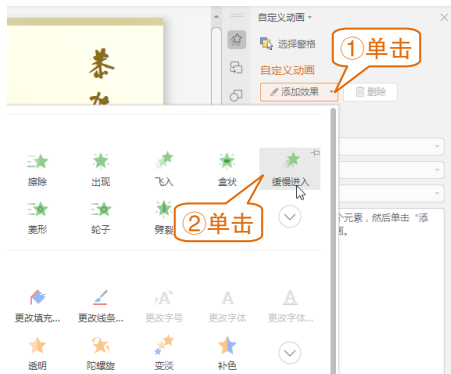 自定义动画
选择窗格
自定义动画
添加效果 删除
①单击
擦除 出现 飞入 盒状 缓慢进入
菱形 轮子 劈裂
②单击
个元素，然后单击“添
画。
更改填充... 更改线条... 更改字号 更改字体 更改字体...
透明 陀螺旋 变淡 补色